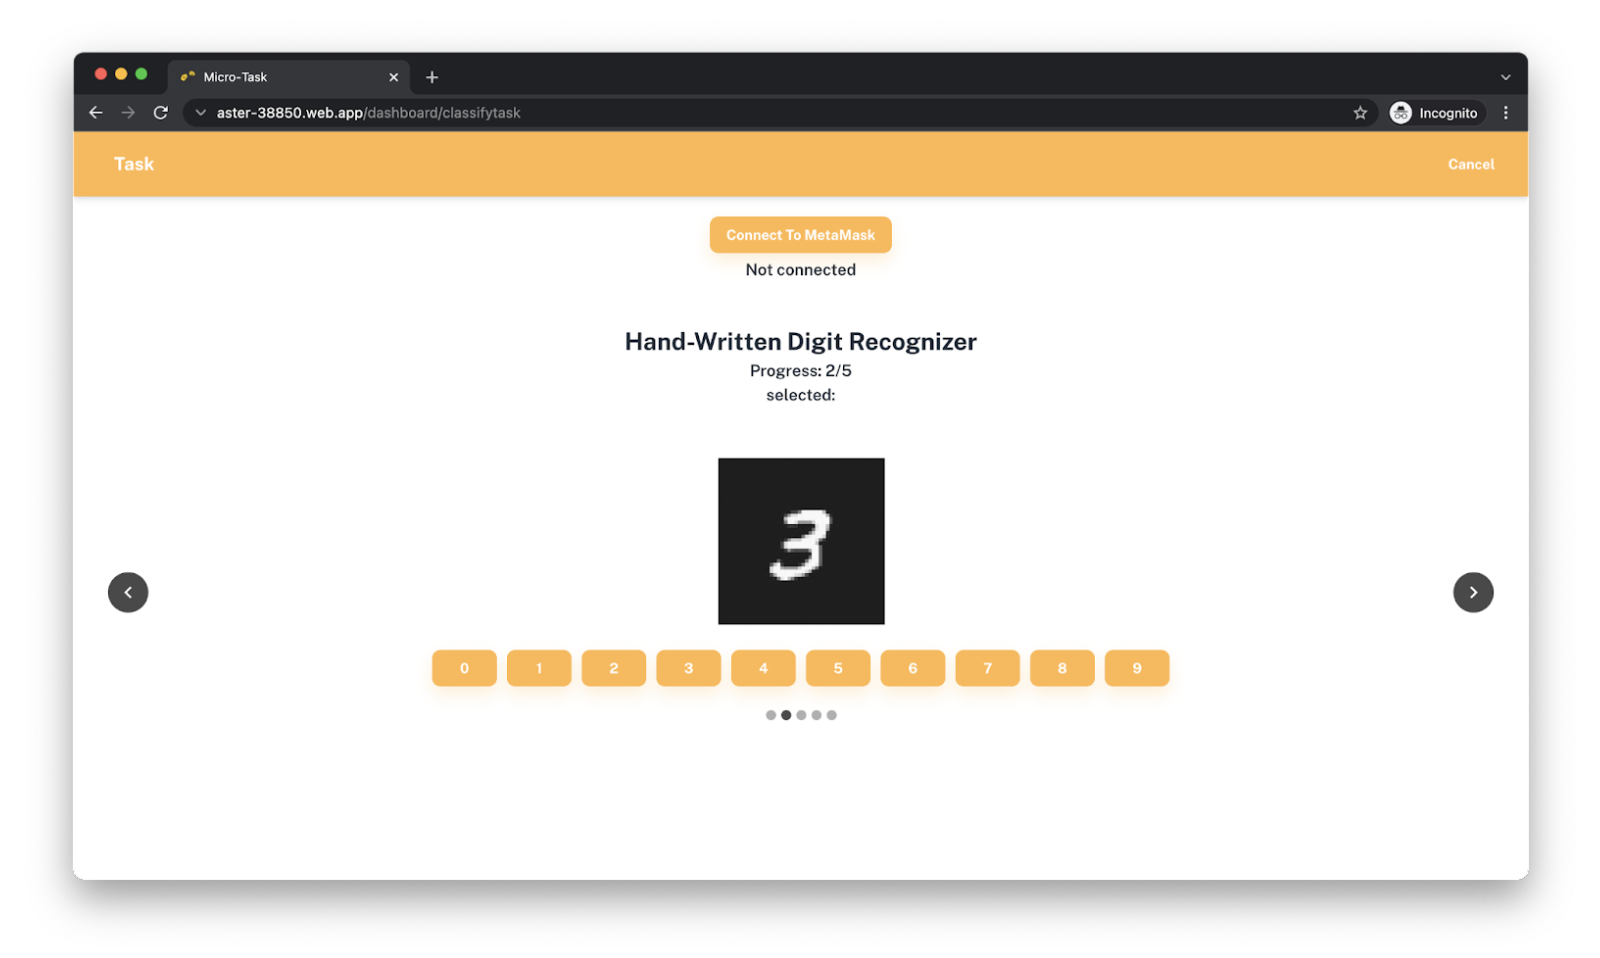 Micro-Task
aster-38850.web.app/dashboard/classifytask
Incognito
Task
Cancel
Connect To MetaMask
Not connected
Hand-Written Digit Recognizer
Progress: 2/5
selected:
3
0 1 2 3 4 5 6 7 8 9